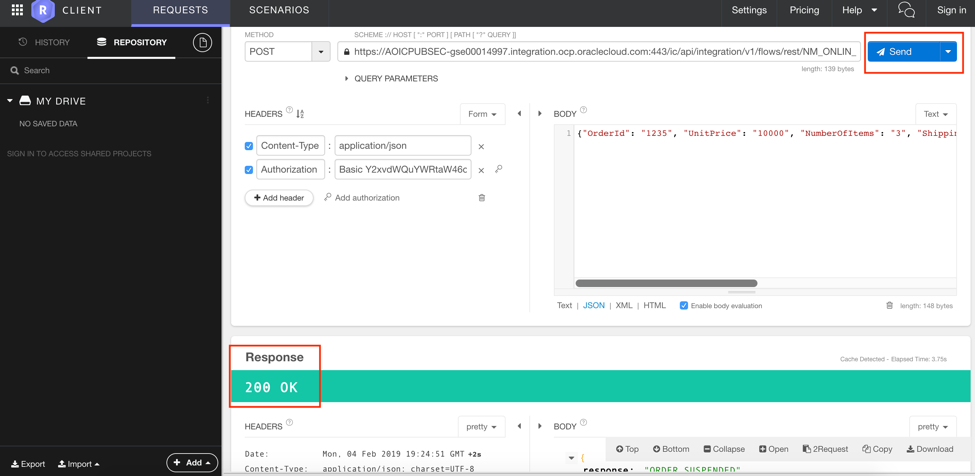 R CLIENT REQUESTS SCENARIOS Settings Pricing Help Sign in
HISTORY REPOSITORY
Search
MY DRIVE
NO SAVED DATA
SIGN IN TO ACCESS SHARED PROJECTS
METHOD SCHEME :// HOST [ ":" PORT ] [ PATH [ "?" QUERY ]]
POST https://AOICPUBSEC-gse00014997.integration.ocp.oraclecloud.com:443/ic/api/integration/v1/flows/rest/NM_ONLIN_ Send
length: 139 bytes
QUERY PARAMETERS
HEADERS ? Form BODY ? Text
Content-Type : application/json ×
Authorization : Basic Y2xvdWQuYWRtaW46c ×
+ Add header Add authorization
1 {"OrderId": "1235", "UnitPrice": "10000", "NumberOfItems": "3", "Shippin
Text | JSON | XML | HTML Enable body evaluation length: 148 bytes
Response
Cache Detected - Elapsed Time: 3.75s
200 OK
HEADERS ? pretty BODY ? pretty
Top Bottom Collapse Open 2Request Copy Download
Date: Mon, 04 Feb 2019 19:24:51 GMT +2s
Content-Type: application/json; charset=UTF-8
{
response: "ORDER SUSPENDED"
Export Import + Add